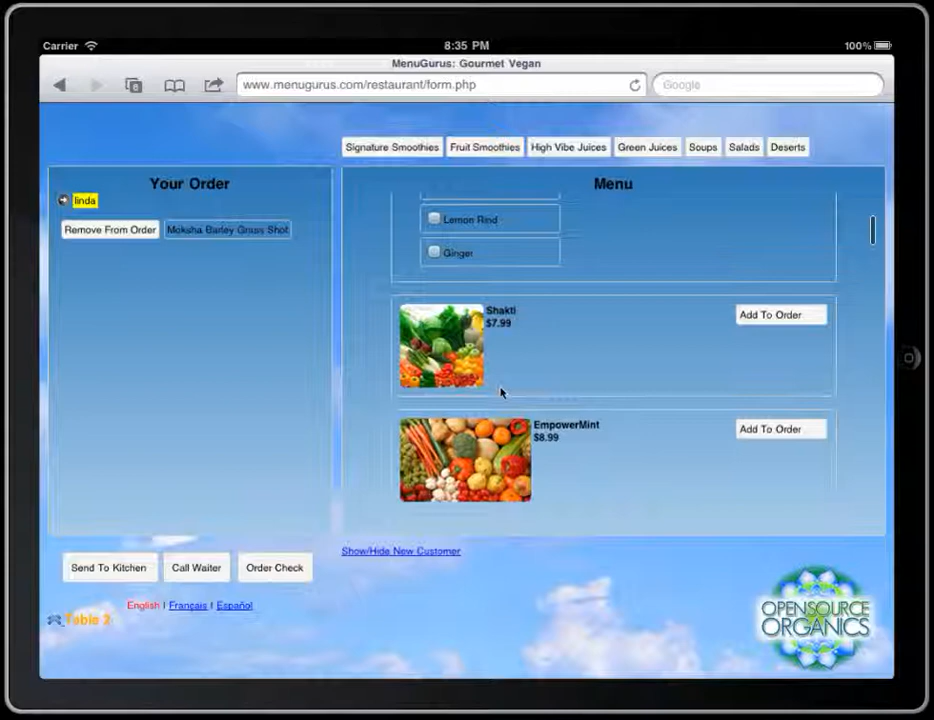 Carrier
8:35 PM
100%
MenuGurus: Gourmet Vegan
www.menugurus.com/restaurant/form.php
Google
Signature Smoothies
Fruit Smoothies
High Vibe Juices
Green Juices
Soups
Salads
Deserts
Your Order
linda
Remove From Order
Moksha Barley Grass Shot
Menu
Lemon Rind
Ginger
Shakti
$7.99
Add To Order
EmpowerMint
$8.99
Add To Order
Show/Hide New Customer
Send To Kitchen
Call Waiter
Order Check
English | Français | Español
Table 2
OPENSOURCE
ORGANICS